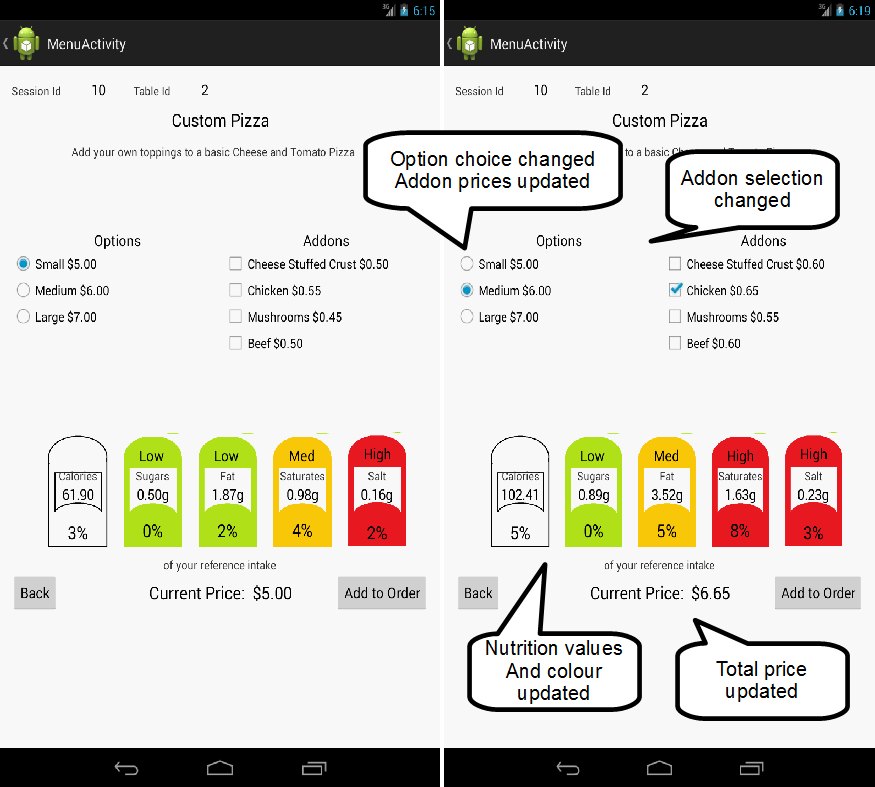 3G 6:15
MenuActivity
Session Id 10 Table Id 2
Custom Pizza
Add your own toppings to a basic Cheese and Tomato Pizza
Options Addons
Small $5.00 Cheese Stuffed Crust $0.50
Medium $6.00 Chicken $0.55
Large $7.00 Mushrooms $0.45
Beef $0.50
Low Low Med High
Calories Sugars Fat Saturates Salt
61.90 0.50g 1.87g 0.98g 0.16g
3% 0% 2% 4% 2%
of your reference intake
Back Current Price: $5.00 Add to Order
3G 6:19
MenuActivity
Session Id 10 Table Id 2
Custom Pizza
to a basic Cheese and Tomato Pizza
Option choice changed
Addon prices updated
Addon selection
changed
Options Addons
Small $5.00 Cheese Stuffed Crust $0.60
Medium $6.00 Chicken $0.65
Large $7.00 Mushrooms $0.55
Beef $0.60
Low Med High High
Calories Sugars Fat Saturates Salt
102.41 0.89g 3.52g 1.63g 0.23g
5% 0% 5% 8% 3%
of your reference intake
Back Current Price: $6.65 Add to Order
Nutrition values
And colour
updated
Total price
updated